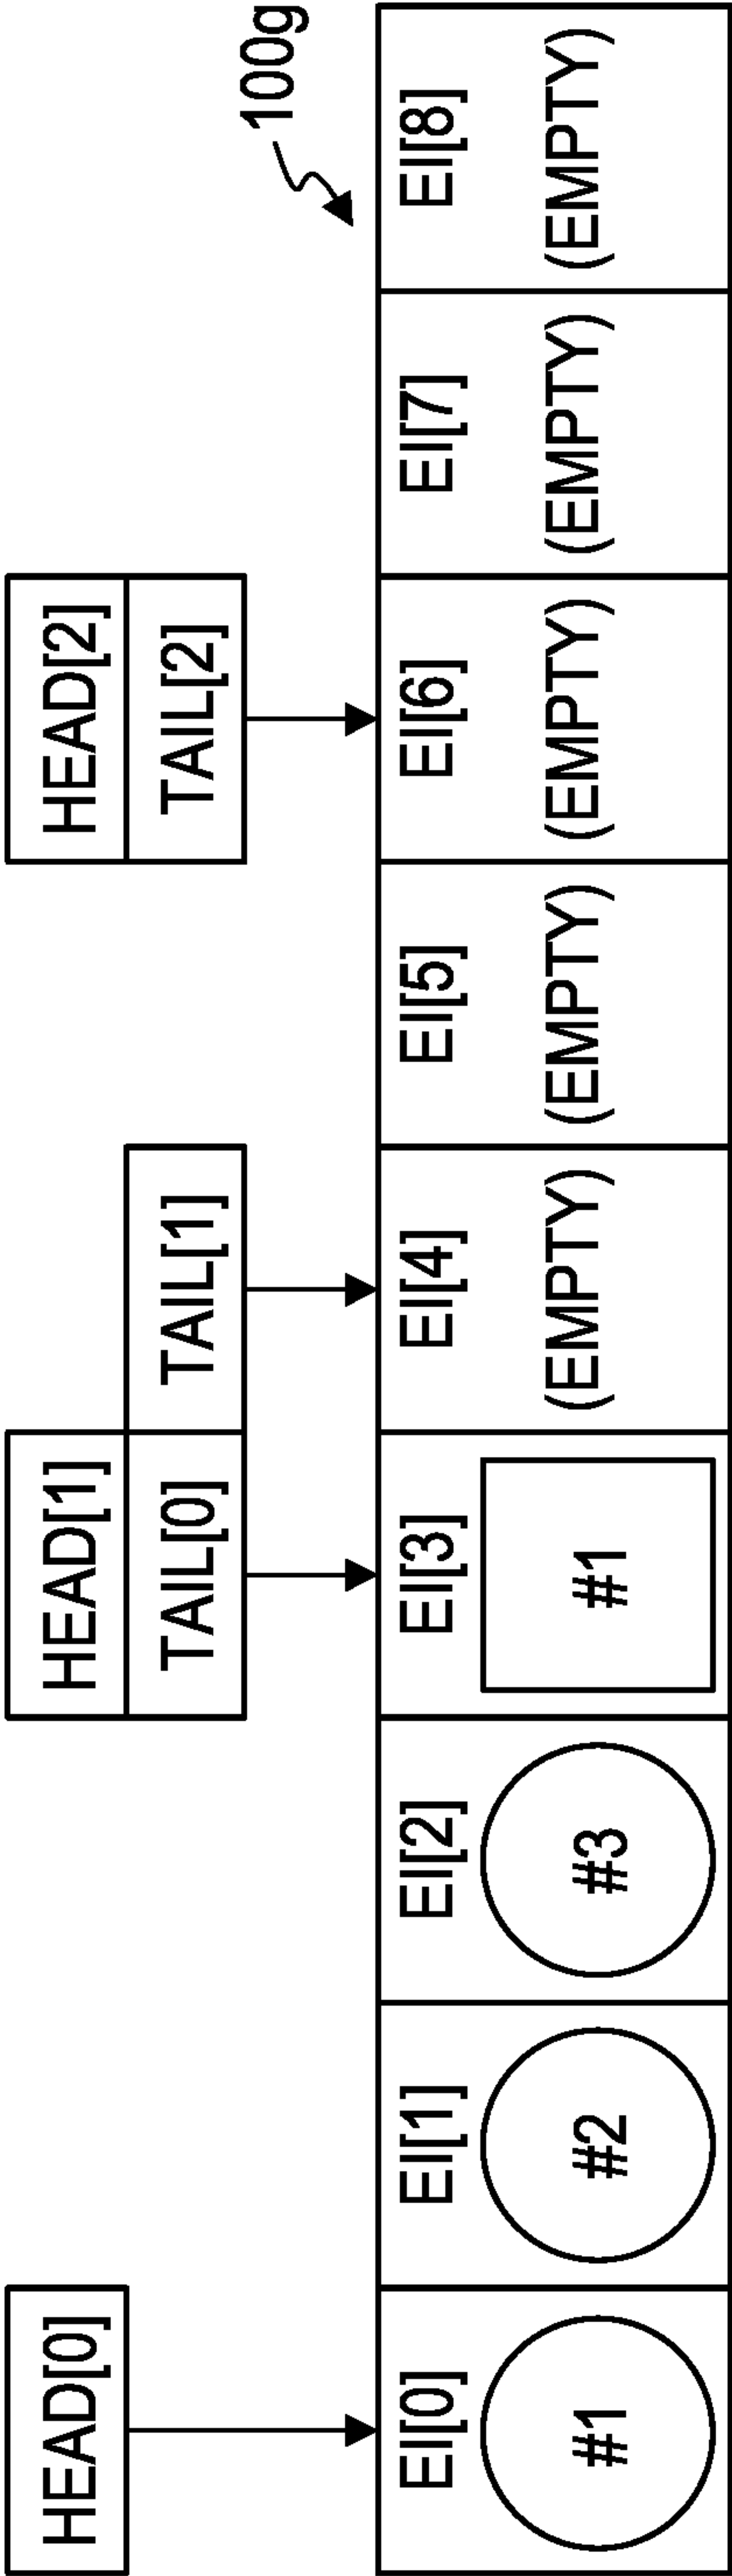 100g
HEAD[0] HEAD[1] HEAD[2]
TAIL[0] TAIL[1] TAIL[2]
EI[0] EI[1] EI[2] EI[3] EI[4] EI[5] EI[6] EI[7] EI[8]
#1 #2 #3 #1 (EMPTY) (EMPTY) (EMPTY) (EMPTY) (EMPTY)